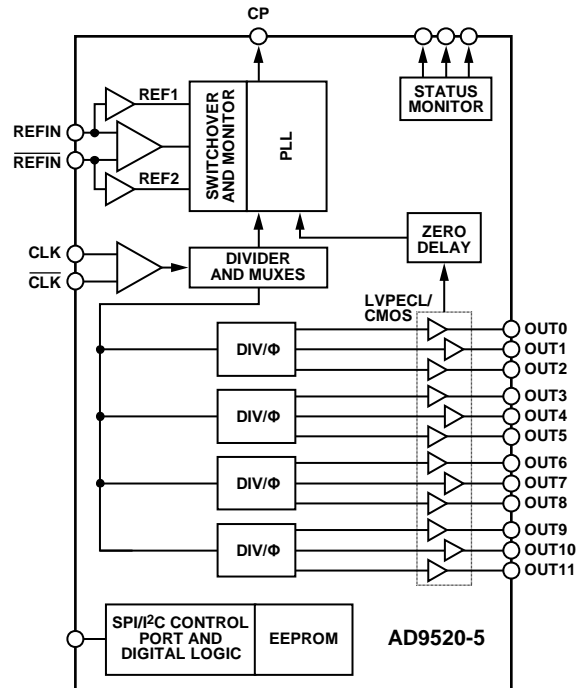 CP
REF1
REFIN
REFIN
REF2
SWITCHOVER
AND MONITOR
PLL
STATUS
MONITOR
CLK
CLK
DIVIDER
AND MUXES
ZERO
DELAY
LVPECL/
CMOS
DIV/Φ
OUT0
OUT1
OUT2
DIV/Φ
OUT3
OUT4
OUT5
DIV/Φ
OUT6
OUT7
OUT8
DIV/Φ
OUT9
OUT10
OUT11
SPI/I²C CONTROL
PORT AND
DIGITAL LOGIC
EEPROM
AD9520-5